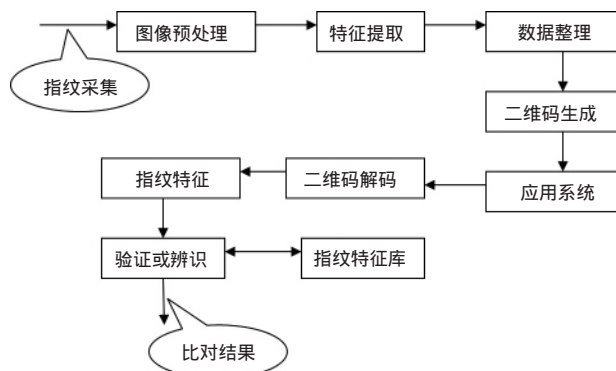 图像预处理
特征提取
数据整理
指纹采集
二维码生成
指纹特征
二维码解码
应用系统
验证或辨识
指纹特征库
比对结果